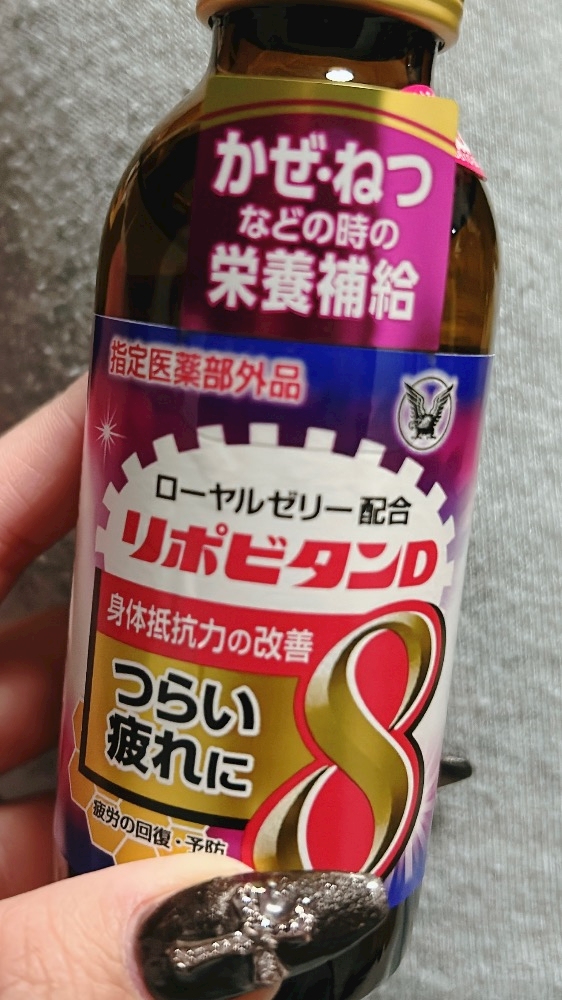 かぜ・ねつ
などの時の
栄養補給
指定医薬部外品
ローヤルゼリー配合
リポビタンD
8
身体抵抗力の改善
つらい
疲れに
疲労の回復・予防